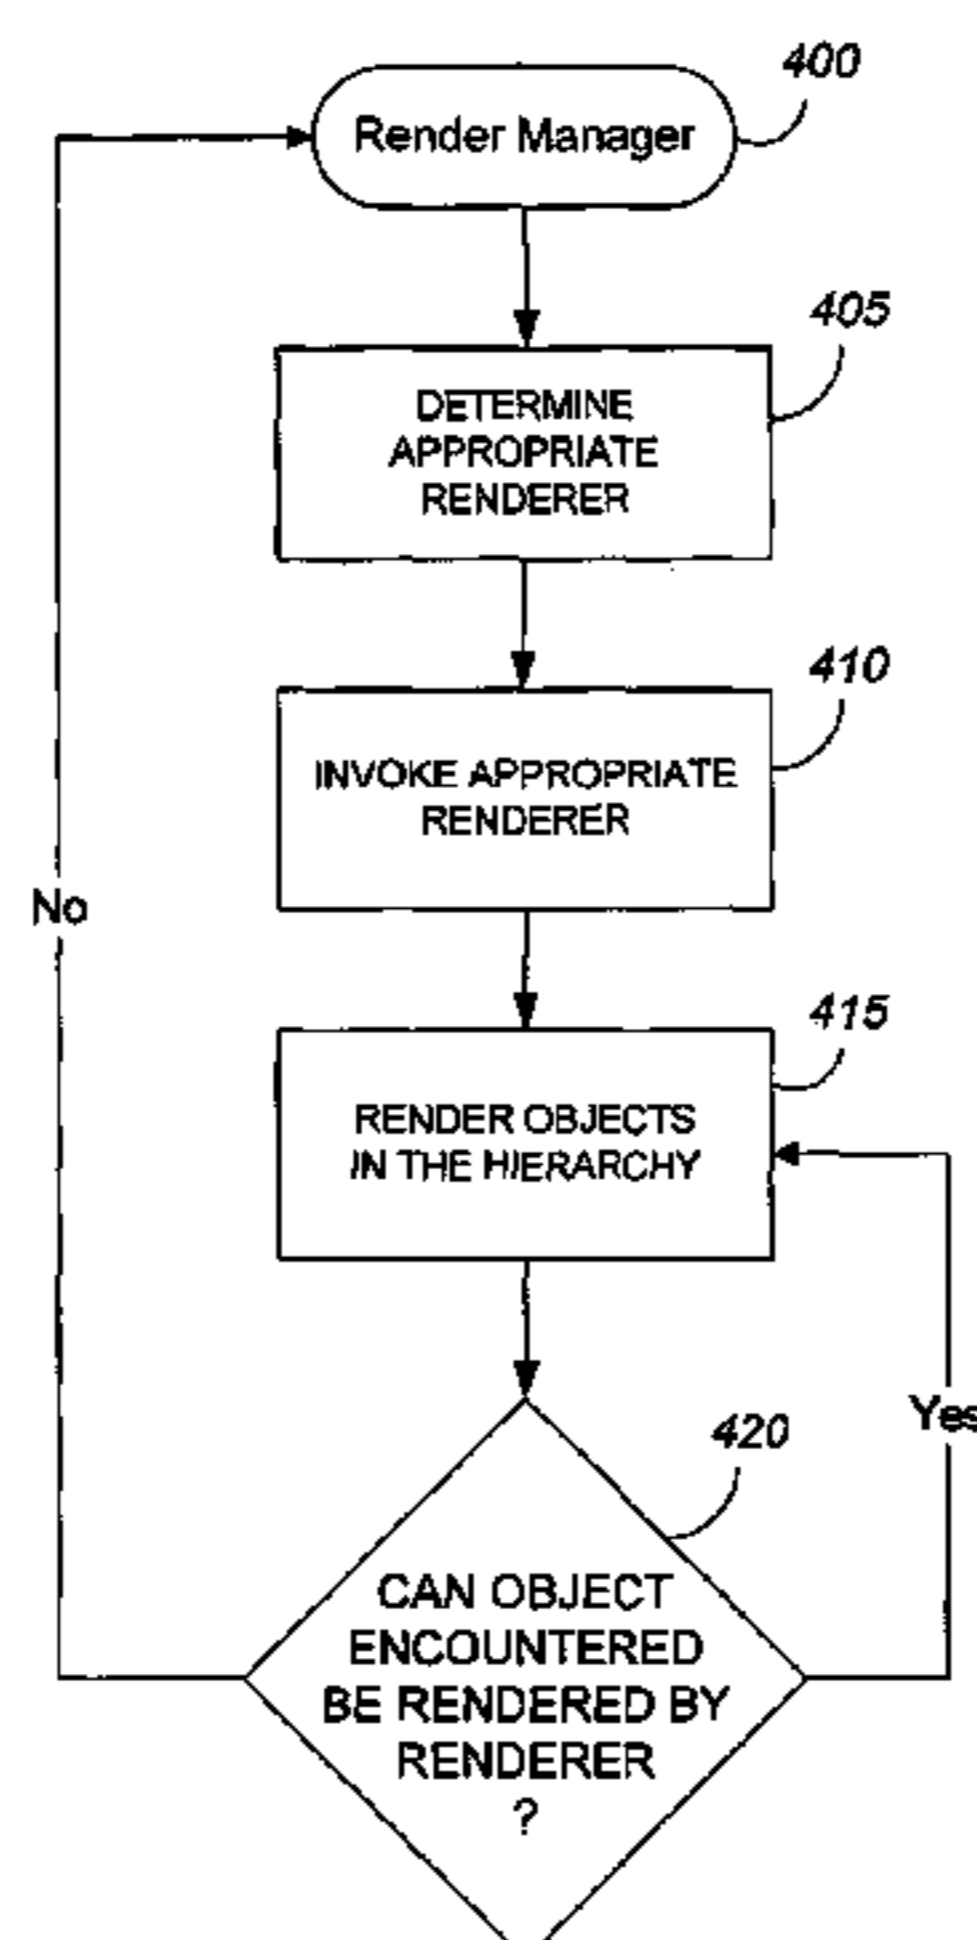 400
Render Manager
405
DETERMINE
APPROPRIATE
RENDERER
410
INVOKE APPROPRIATE
RENDERER
No
415
RENDER OBJECTS
IN THE HIERARCHY
Yes
420
CAN OBJECT
ENCOUNTERED
BE RENDERED BY
RENDERER
?